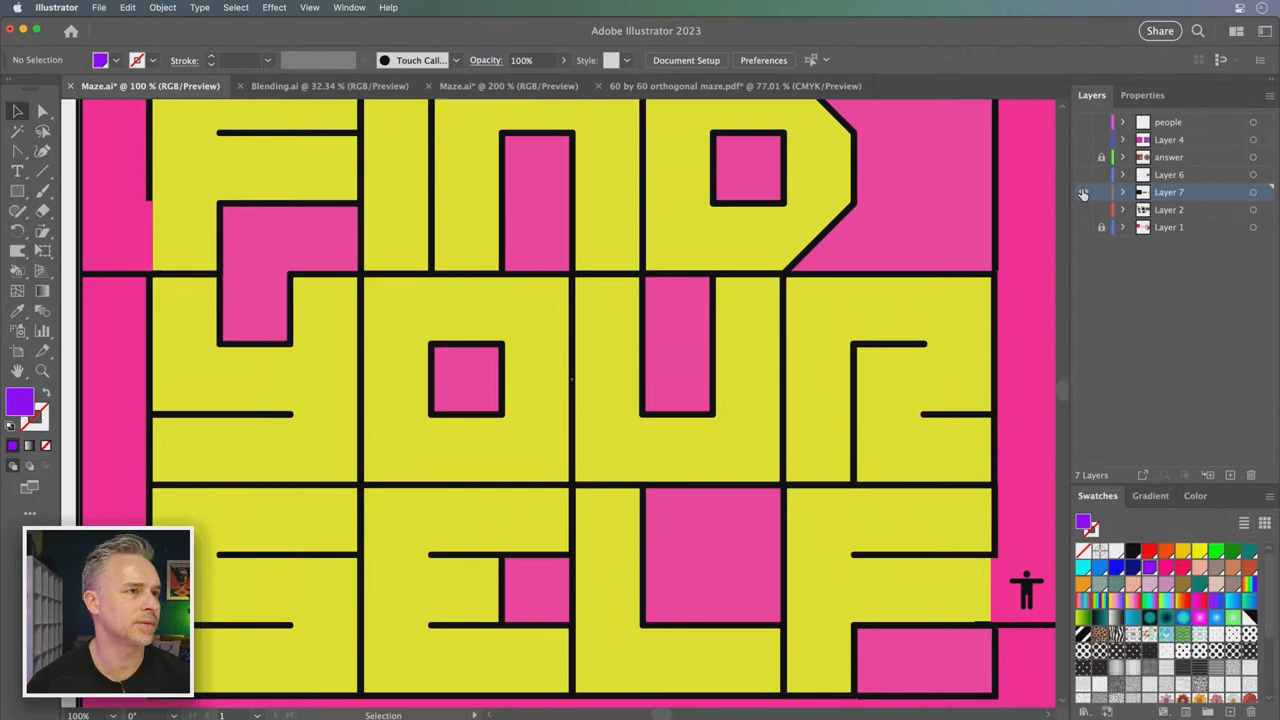 Illustrator File Edit Object Type Select Effect View Window Help
Adobe Illustrator 2023
Share
No Selection Stroke: Touch Call... Opacity: 100% Style: Document Setup Preferences
× Maze.ai* @ 100 % (RGB/Preview) × Blending.ai @ 32.34 % (RGB/Preview) × Maze.ai* @ 200 % (RGB/Preview) × 60 by 60 orthogonal maze.pdf* @ 77.01 % (CMYK/Preview)
Layers Properties
people
Layer 4
answer
Layer 6
Layer 7
Layer 2
Layer 1
FIND
YOUR
SELF
7 Layers
Swatches Gradient Color
100% 0° 1 Selection